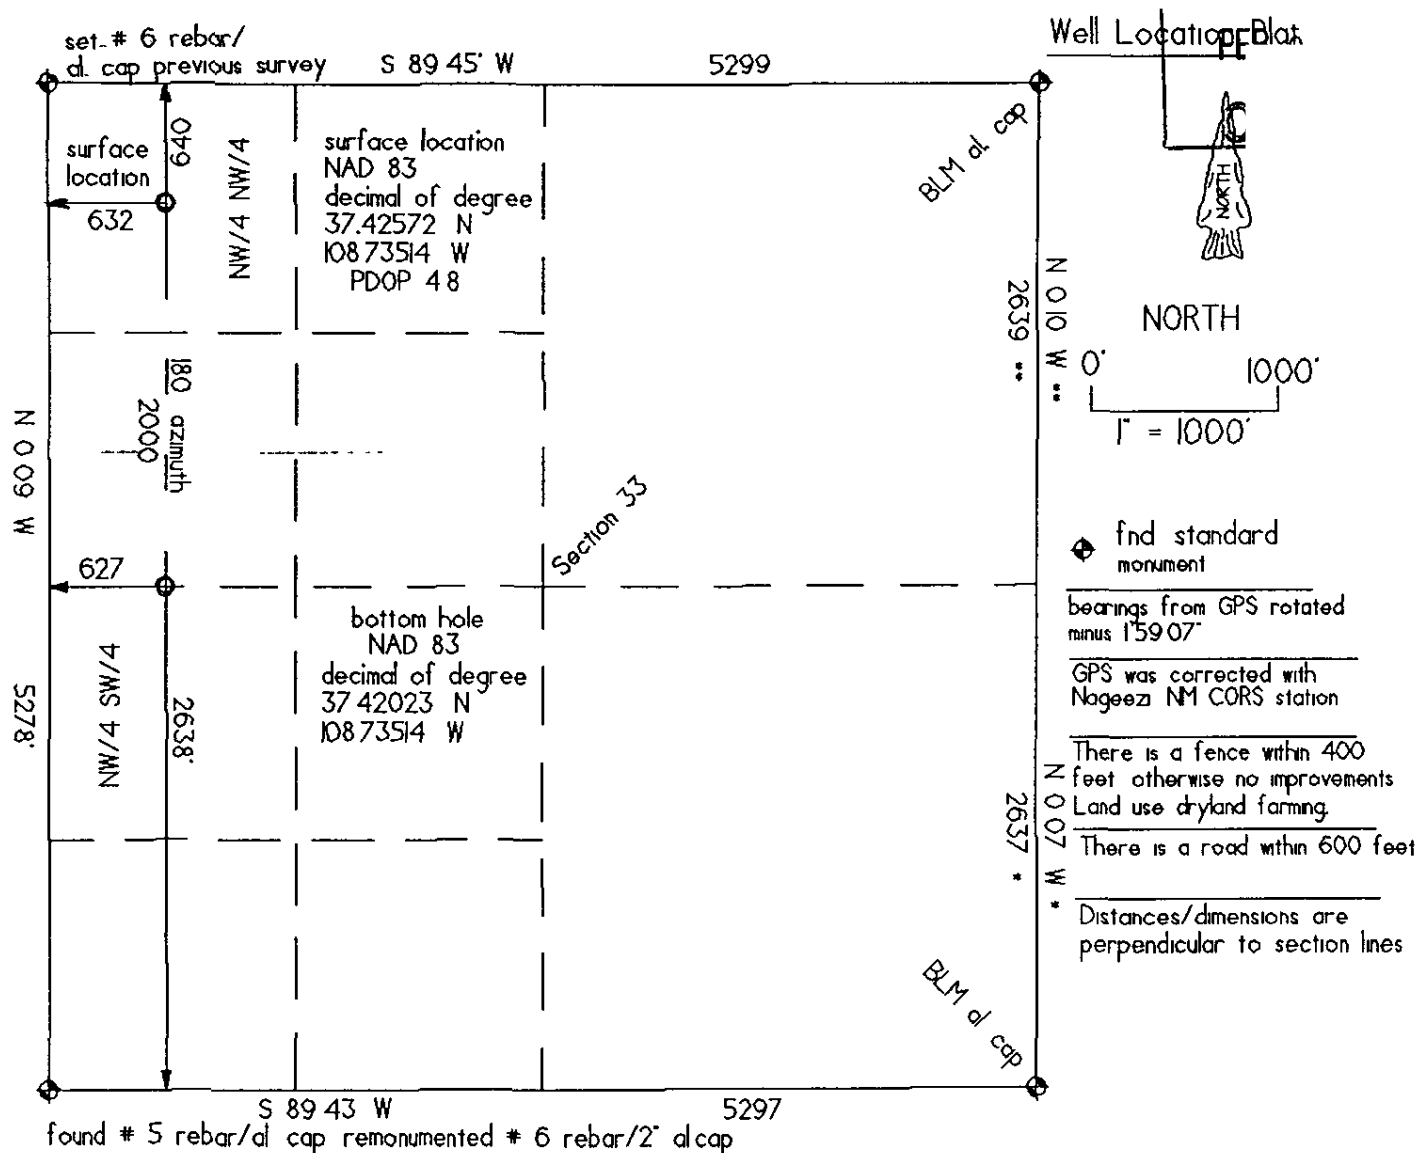 set # 6 rebar/
al. cap previous survey
S 89 45' W
5299
Well Location Plat
surface
location
640
632
NW/4 NW/4
surface location
NAD 83
decimal of degree
37.42572 N
108 73514 W
PDOP 4 8
BLM al. cap
NORTH
N 0 10 W **
2639 **
NORTH
0'
1000'
1" = 1000'
180 azimuth
2000
N 0 09 W
5278'
Section 33
627
NW/4 SW/4
2638'
bottom hole
NAD 83
decimal of degree
37 42023 N
108 73514 W
fnd standard
monument
bearings from GPS rotated
minus 1 59 07"
GPS was corrected with
Nageezi NM CORS station
There is a fence within 400
feet otherwise no improvements
Land use dryland farming.
There is a road within 600 feet
Distances/dimensions are
perpendicular to section lines
N 0 07 W *
2637 *
BLM al cap
S 89 43 W
5297
found # 5 rebar/al cap remonumented # 6 rebar/2" al cap